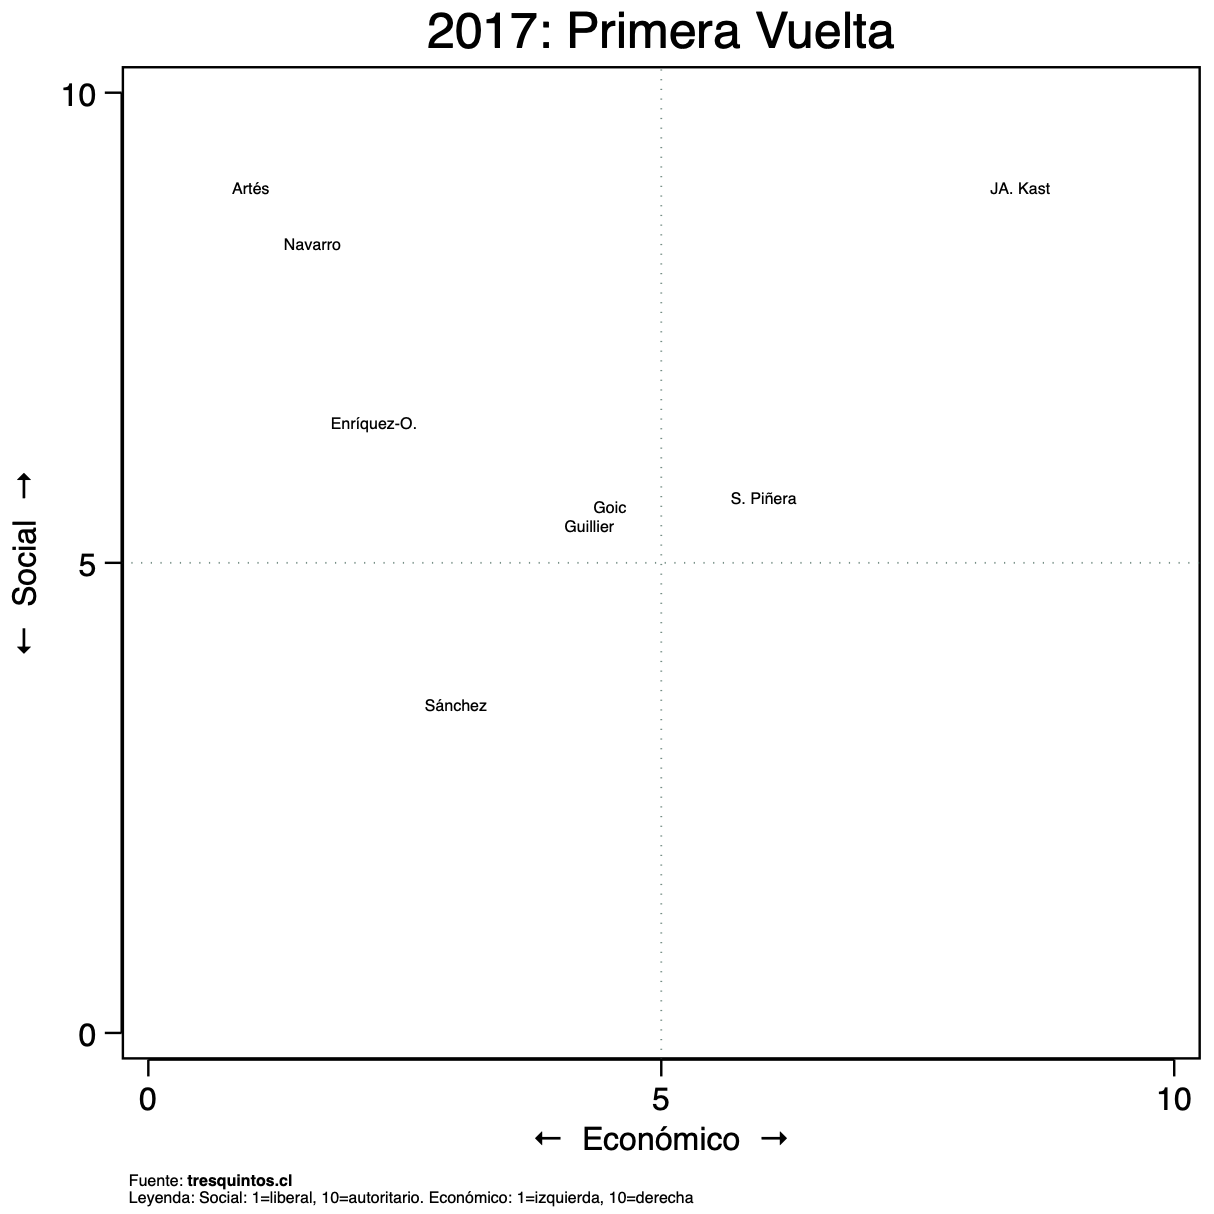 2017: Primera Vuelta
10
Artés
JA. Kast
Navarro
Enríquez-O.
S. Piñera
Goic
Guillier
← Social →
5
Sánchez
0
0 5 10
← Económico →
Fuente: tresquintos.cl
Leyenda: Social: 1=liberal, 10=autoritario. Económico: 1=izquierda, 10=derecha